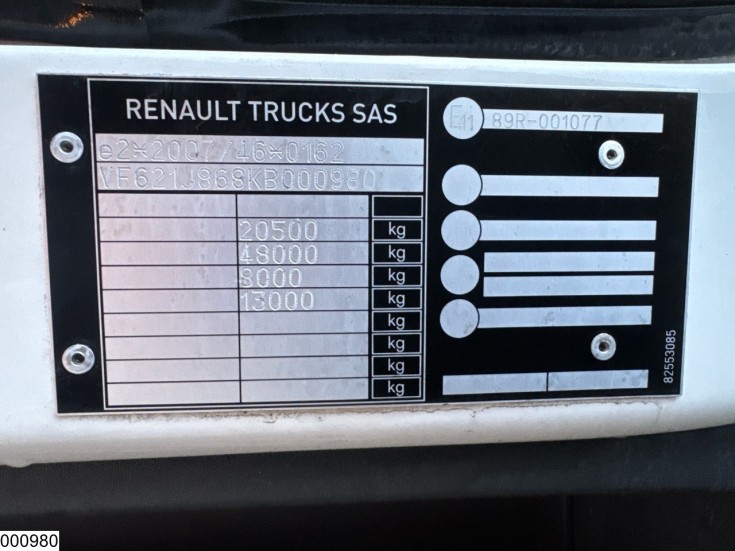 RENAULT TRUCKS SAS
e2*2007/46*0162
VF621J868KB000980
20500 kg
48000 kg
8000 kg
13000 kg
kg
kg
kg
kg
E11 89R-001077
82553085
000980